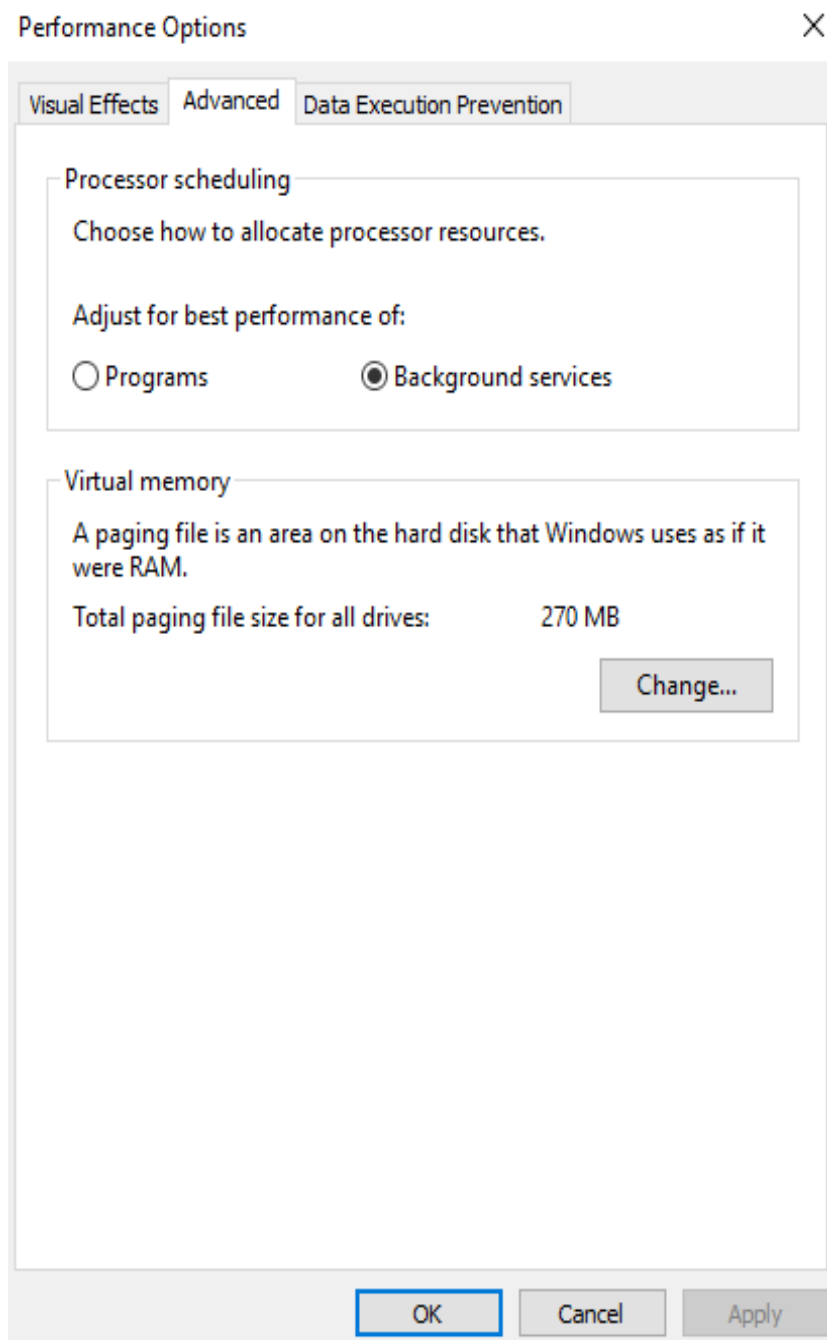 Performance Options
Visual Effects Advanced Data Execution Prevention
Processor scheduling
Choose how to allocate processor resources.
Adjust for best performance of:
Programs Background services
Virtual memory
A paging file is an area on the hard disk that Windows uses as if it
were RAM.
Total paging file size for all drives: 270 MB
Change...
OK Cancel Apply